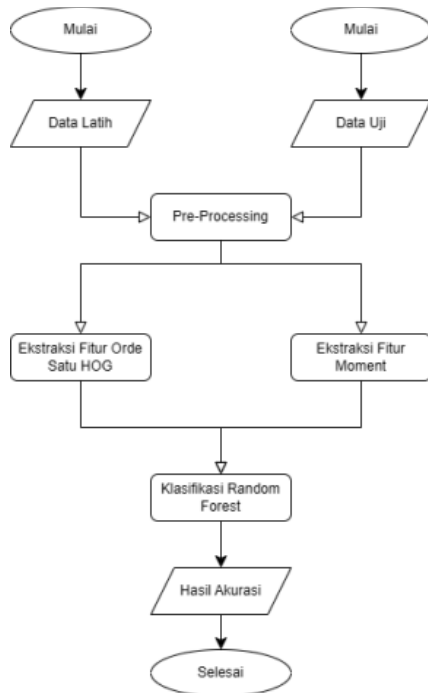 Mulai
Mulai
Data Latih
Data Uji
Pre-Processing
Ekstraksi Fitur Orde
Satu HOG
Ekstraksi Fitur
Moment
Klasifikasi Random
Forest
Hasil Akurasi
Selesai